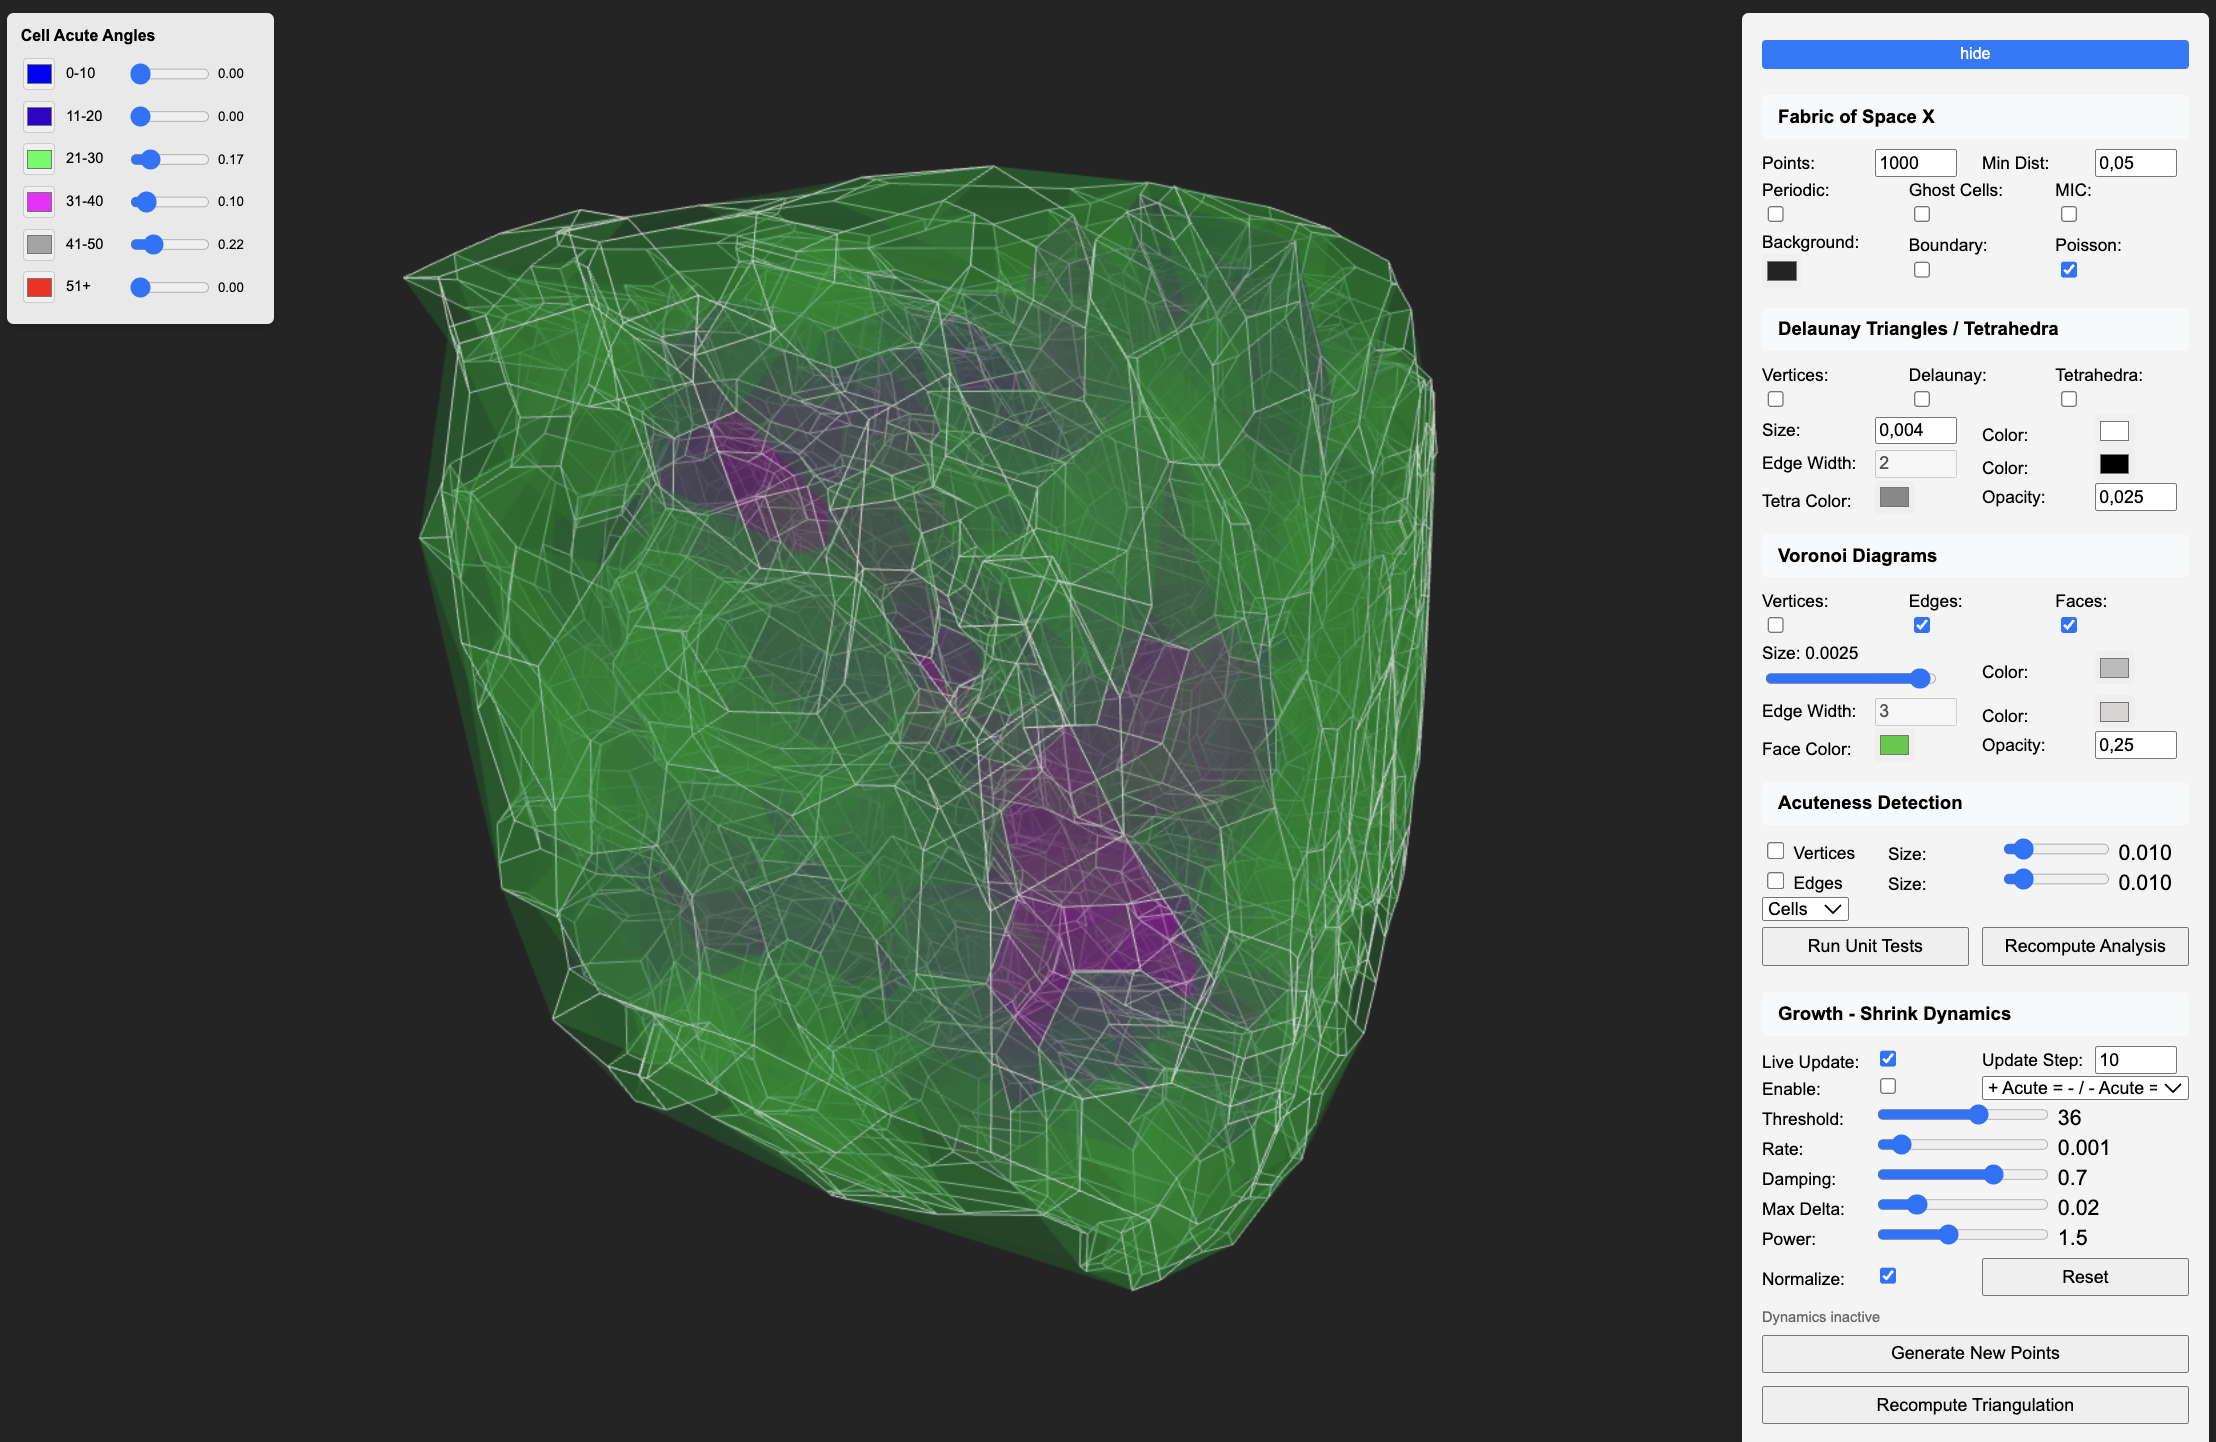 Cell Acute Angles
0-10 0.00
11-20 0.00
21-30 0.17
31-40 0.10
41-50 0.22
51+ 0.00
hide
Fabric of Space X
Points: 1000 Min Dist: 0,05
Periodic: Ghost Cells: MIC:
Background: Boundary: Poisson:
Delaunay Triangles / Tetrahedra
Vertices: Delaunay: Tetrahedra:
Size: 0,004 Color:
Edge Width: 2 Color:
Tetra Color: Opacity: 0,025
Voronoi Diagrams
Vertices: Edges: Faces:
Size: 0.0025
Color:
Edge Width: 3 Color:
Face Color: Opacity: 0,25
Acuteness Detection
Vertices Size: 0.010
Edges Size: 0.010
Cells
Run Unit Tests Recompute Analysis
Growth - Shrink Dynamics
Live Update: Update Step: 10
Enable: + Acute = - / - Acute =
Threshold: 36
Rate: 0.001
Damping: 0.7
Max Delta: 0.02
Power: 1.5
Normalize: Reset
Dynamics inactive
Generate New Points
Recompute Triangulation